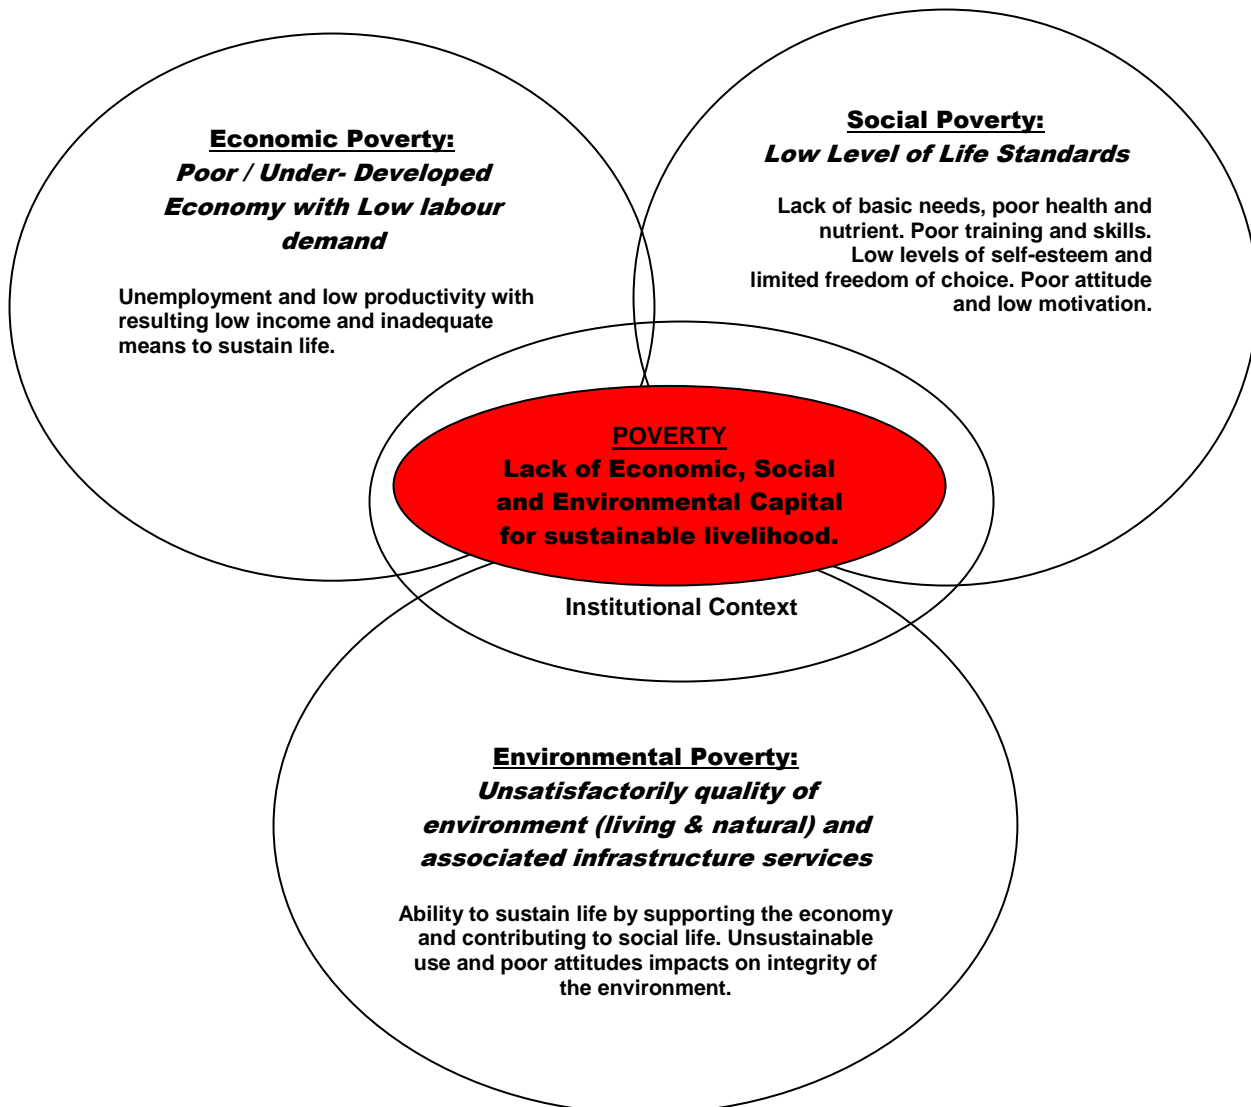 Economic Poverty:
Poor / Under- Developed
Economy with Low labour
demand
Unemployment and low productivity with
resulting low income and inadequate
means to sustain life.
Social Poverty:
Low Level of Life Standards
Lack of basic needs, poor health and
nutrient. Poor training and skills.
Low levels of self-esteem and
limited freedom of choice. Poor attitude
and low motivation.
POVERTY
Lack of Economic, Social
and Environmental Capital
for sustainable livelihood.
Institutional Context
Environmental Poverty:
Unsatisfactorily quality of
environment (living & natural) and
associated infrastructure services
Ability to sustain life by supporting the economy
and contributing to social life. Unsustainable
use and poor attitudes impacts on integrity of
the environment.